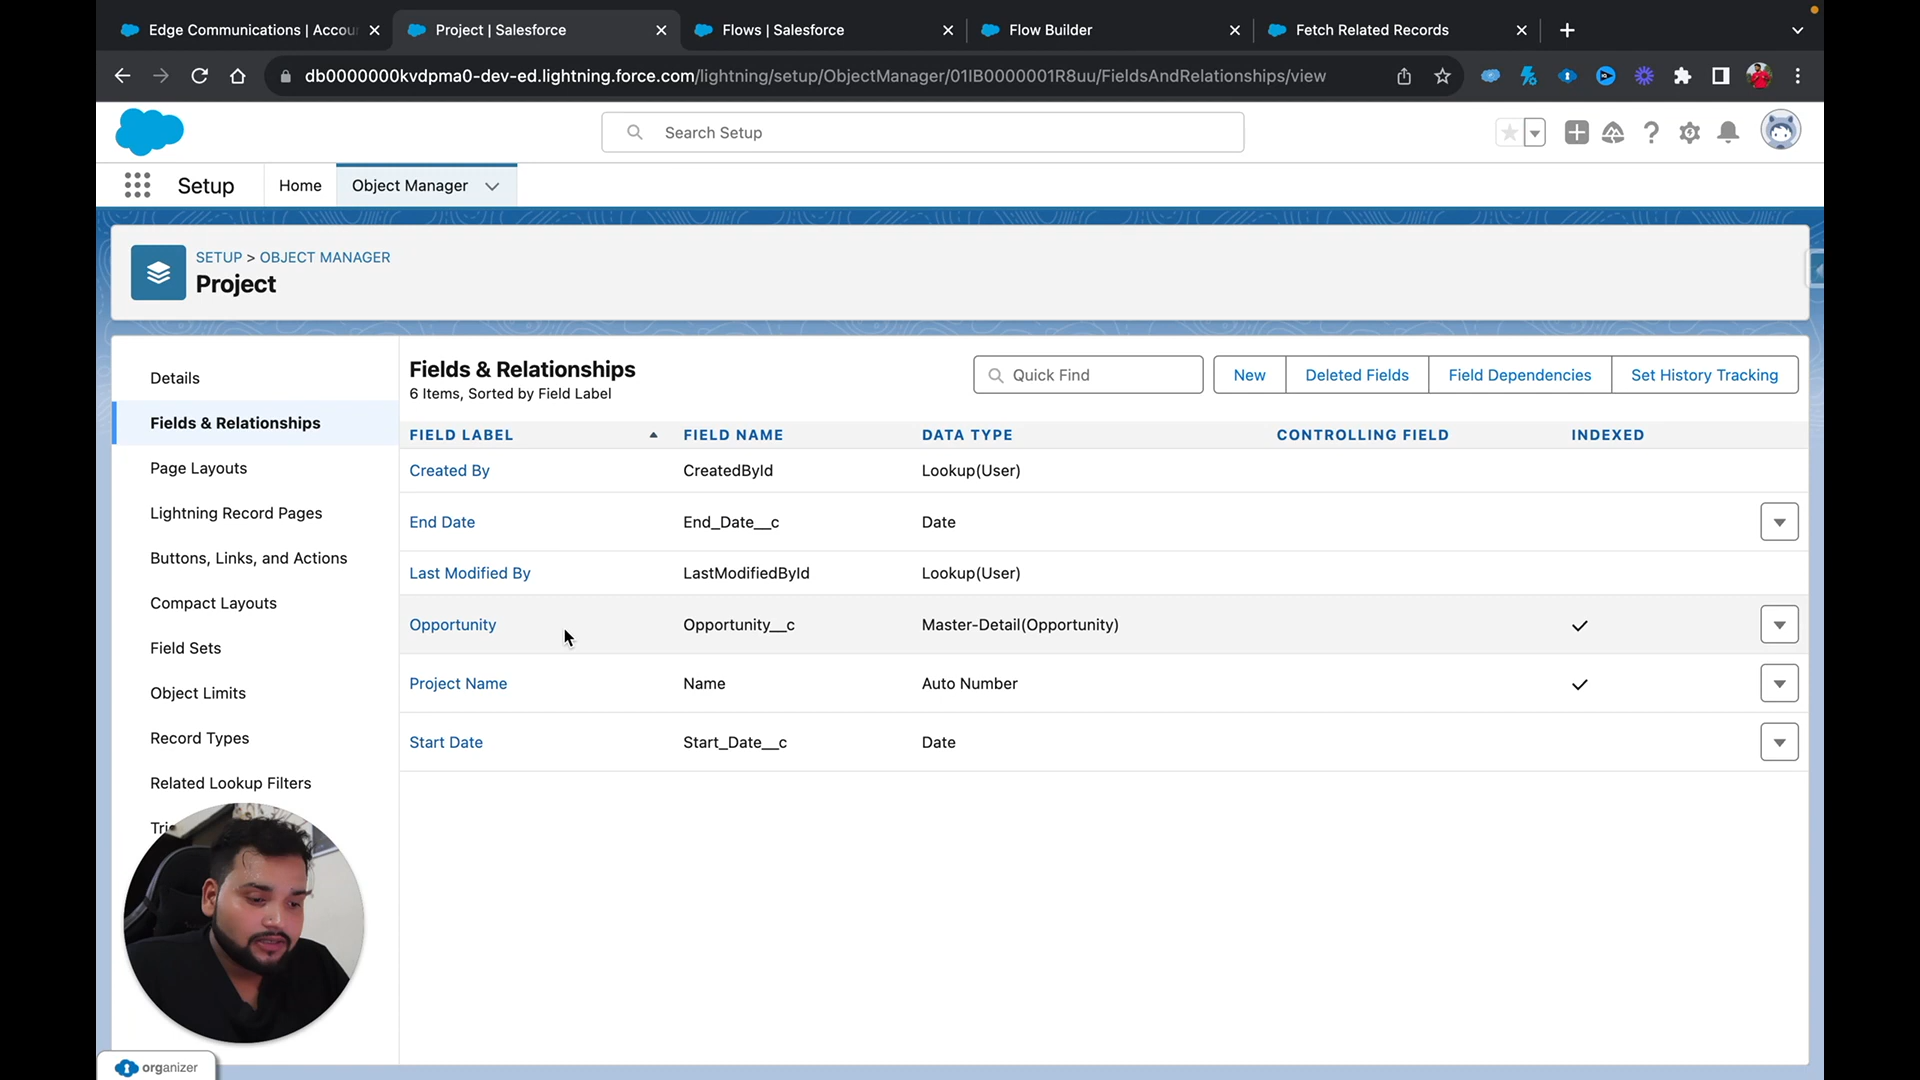 Edge Communications | Accou
Project | Salesforce
Flows | Salesforce
Flow Builder
Fetch Related Records
db0000000kvdpma0-dev-ed.lightning.force.com/lightning/setup/ObjectManager/01IB0000001R8uu/FieldsAndRelationships/view
Search Setup
Setup
Home
Object Manager
SETUP > OBJECT MANAGER
Project
Details
Fields & Relationships
Page Layouts
Lightning Record Pages
Buttons, Links, and Actions
Compact Layouts
Field Sets
Object Limits
Record Types
Related Lookup Filters
Fields & Relationships
6 Items, Sorted by Field Label
Quick Find
New
Deleted Fields
Field Dependencies
Set History Tracking
FIELD LABEL FIELD NAME DATA TYPE CONTROLLING FIELD INDEXED
Created By CreatedById Lookup(User)
End Date End_Date__c Date
Last Modified By LastModifiedById Lookup(User)
Opportunity Opportunity__c Master-Detail(Opportunity)
Project Name Name Auto Number
Start Date Start_Date__c Date
organizer